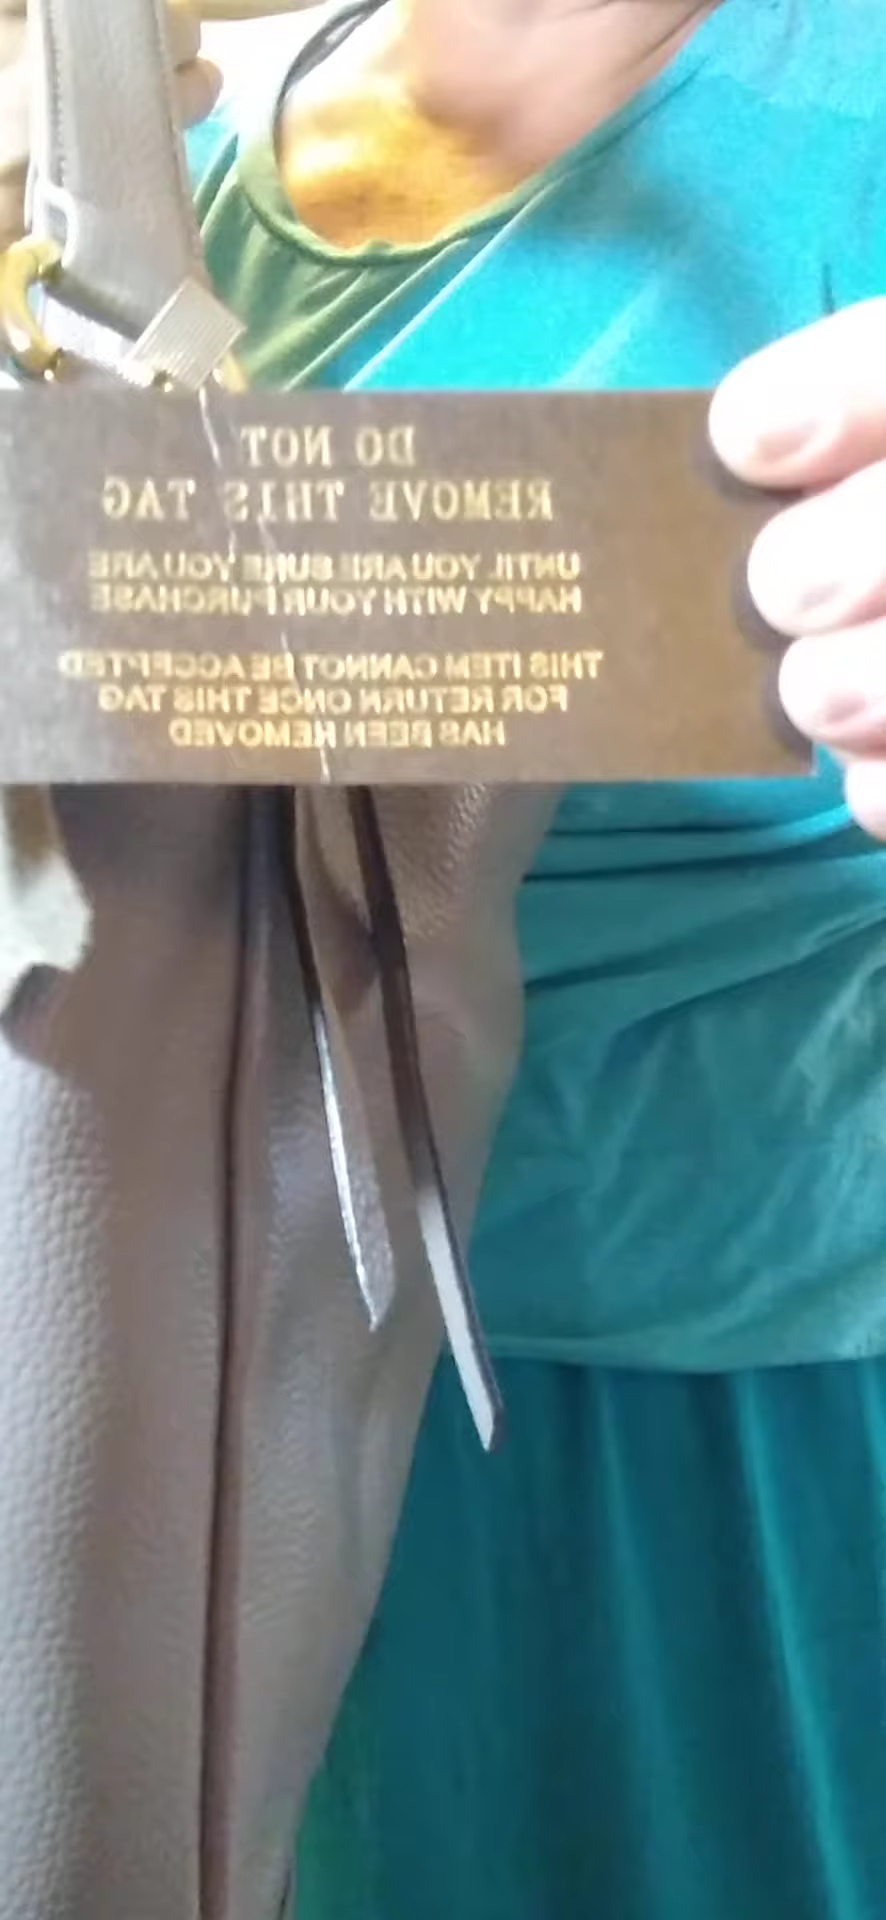 DO NOT
REMOVE THIS TAG
UNTIL YOU ARE SURE YOU ARE
HAPPY WITH YOUR PURCHASE
THIS ITEM CANNOT BE ACCEPTED
FOR RETURN ONCE THIS TAG
HAS BEEN REMOVED